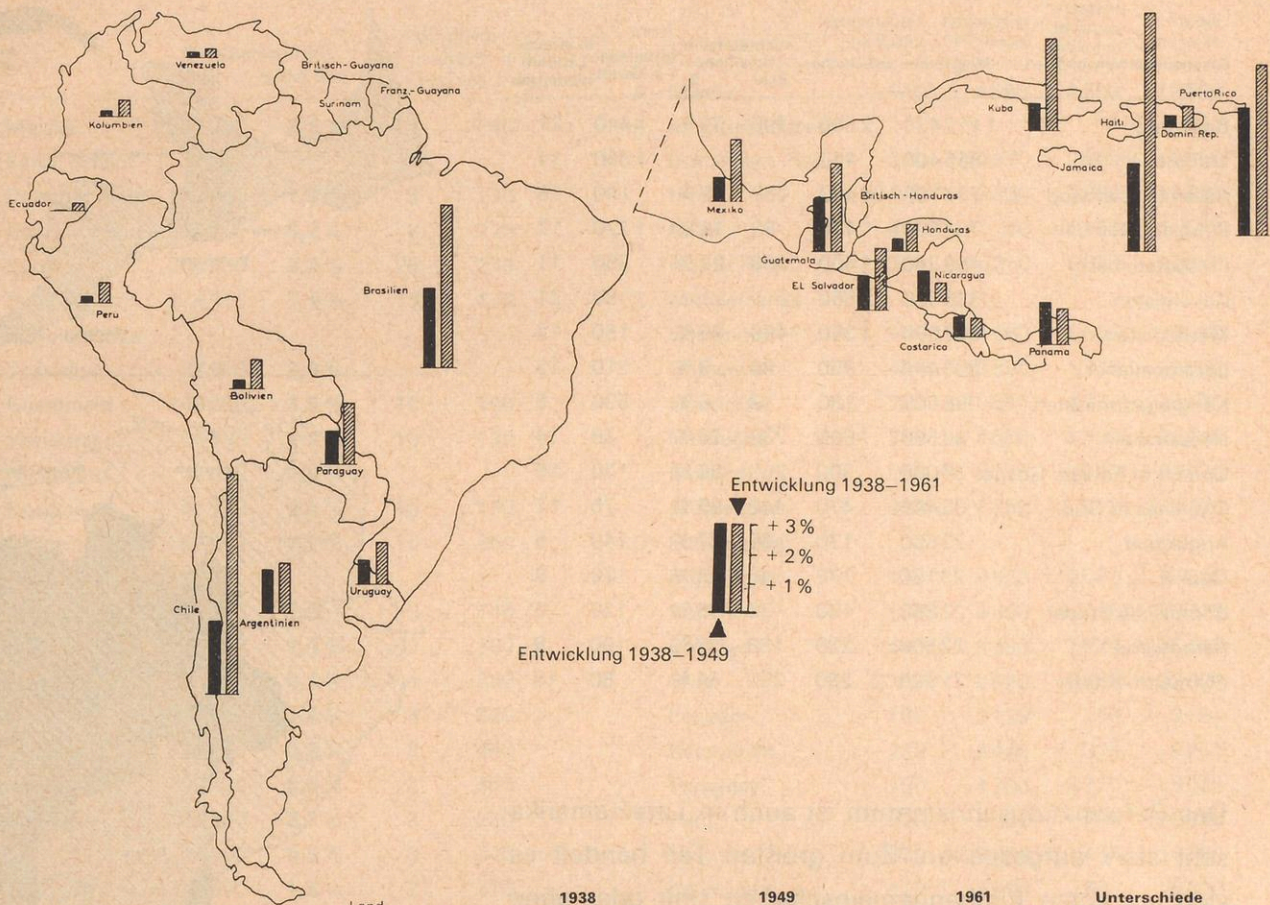 Venezuela
Britisch-Guayana
Franz.-Guayana
Surinam
Kolumbien
Ecuador
Peru
Brasilien
Bolivien
Paraguay
Chile
Argentinien
Uruguay
Mexiko
Kuba
Haiti
Domin. Rep.
Puerto Rico
Jamaica
Britisch-Honduras
Guatemala
Honduras
EL Salvador
Nicaragua
Costarica
Panama
Entwicklung 1938–1961
+ 3%
+ 2%
+ 1%
Entwicklung 1938–1949
Land 1938 1949 1961 Unterschiede